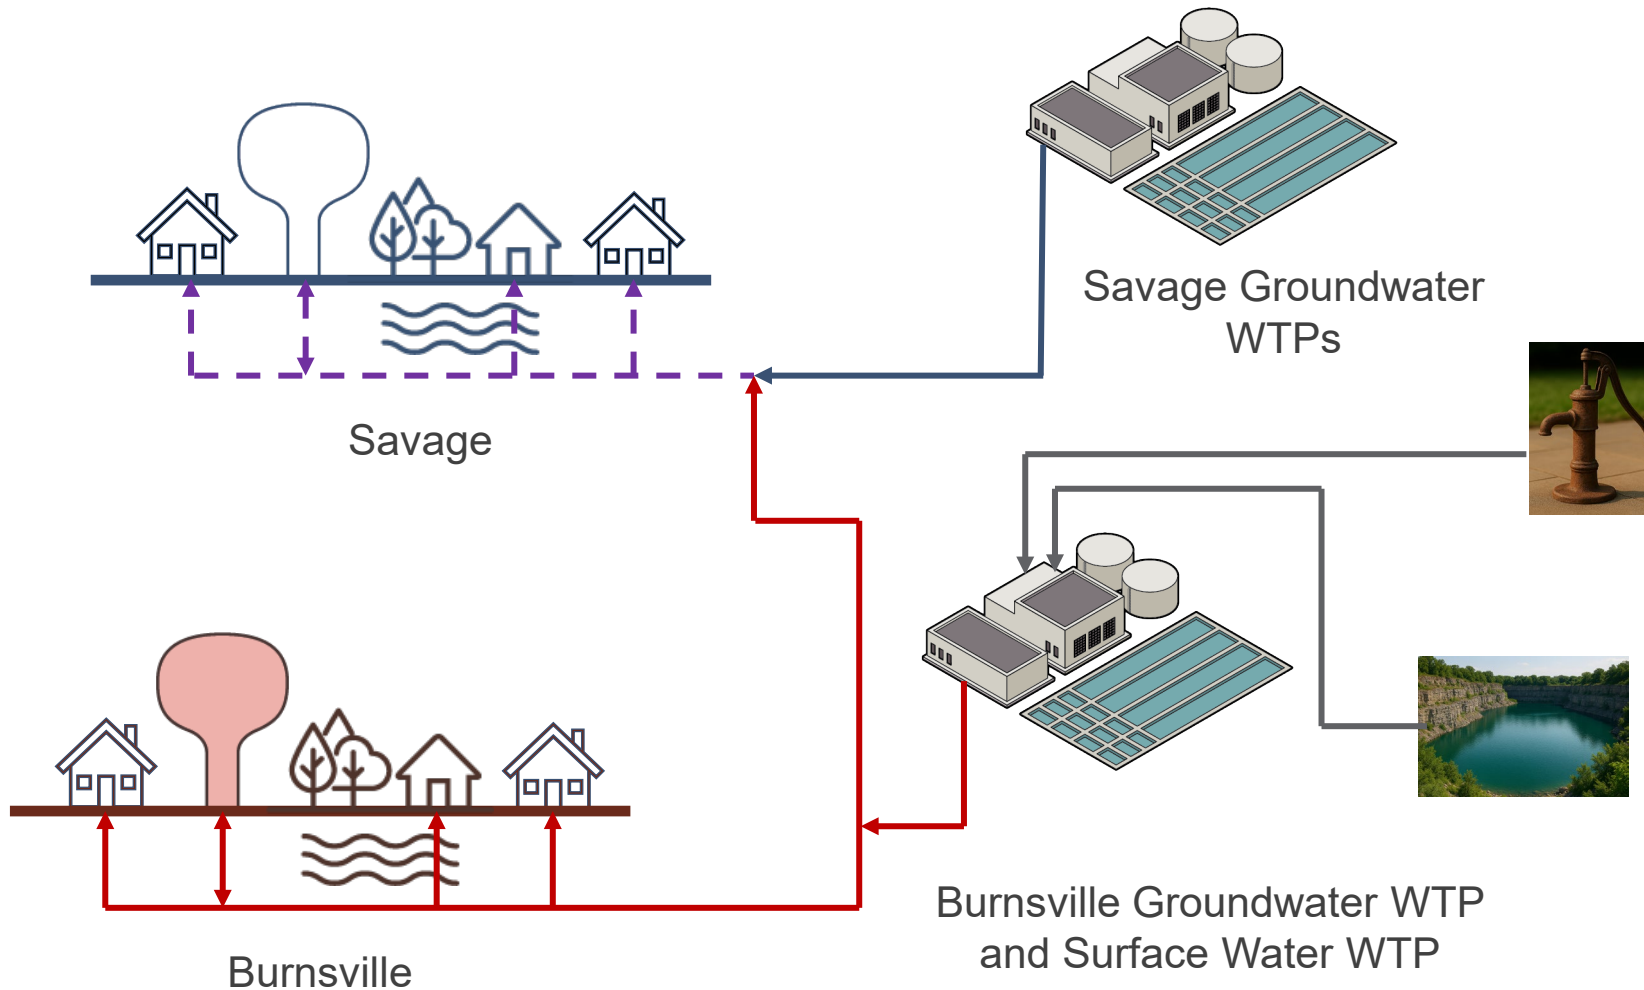 Savage Groundwater
WTPs
Savage
Burnsville Groundwater WTP
and Surface Water WTP
Burnsville